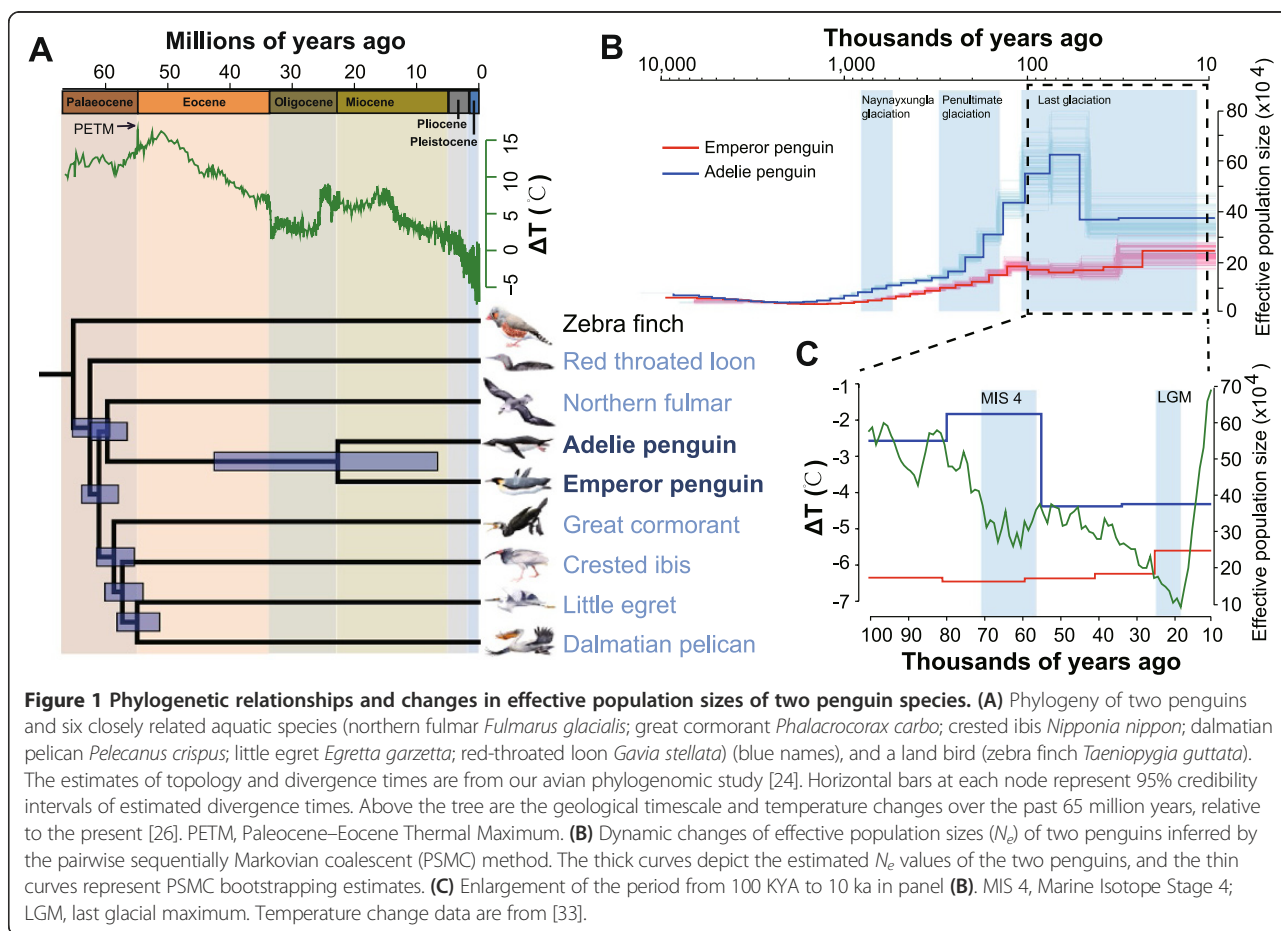 A
Millions of years ago
60 50 40 30 20 10 0
Palaeocene Eocene Oligocene Miocene
Pliocene
Pleistocene
PETM
15
10
5
0
-5
ΔT (°C)
Zebra finch
Red throated loon
Northern fulmar
Adelie penguin
Emperor penguin
Great cormorant
Crested ibis
Little egret
Dalmatian pelican
B
Thousands of years ago
10,000 1,000 100 10
Naynayxungla
glaciation
Penultimate
glaciation
Last glaciation
Emperor penguin
Adelie penguin
80
60
40
20
0
Effective population size (x10⁴)
C
-1
-2
-3
-4
-5
-6
-7
ΔT (°C)
MIS 4
LGM
70
60
50
40
30
20
10
Effective population size (x10⁴)
100 90 80 70 60 50 40 30 20 10
Thousands of years ago
Figure 1 Phylogenetic relationships and changes in effective population sizes of two penguin species. (A) Phylogeny of two penguins
and six closely related aquatic species (northern fulmar Fulmarus glacialis; great cormorant Phalacrocorax carbo; crested ibis Nipponia nippon; dalmatian
pelican Pelecanus crispus; little egret Egretta garzetta; red-throated loon Gavia stellata) (blue names), and a land bird (zebra finch Taeniopygia guttata).
The estimates of topology and divergence times are from our avian phylogenomic study [24]. Horizontal bars at each node represent 95% credibility
intervals of estimated divergence times. Above the tree are the geological timescale and temperature changes over the past 65 million years, relative
to the present [26]. PETM, Paleocene–Eocene Thermal Maximum. (B) Dynamic changes of effective population sizes (Nₑ) of two penguins inferred by
the pairwise sequentially Markovian coalescent (PSMC) method. The thick curves depict the estimated Nₑ values of the two penguins, and the thin
curves represent PSMC bootstrapping estimates. (C) Enlargement of the period from 100 KYA to 10 ka in panel (B). MIS 4, Marine Isotope Stage 4;
LGM, last glacial maximum. Temperature change data are from [33].